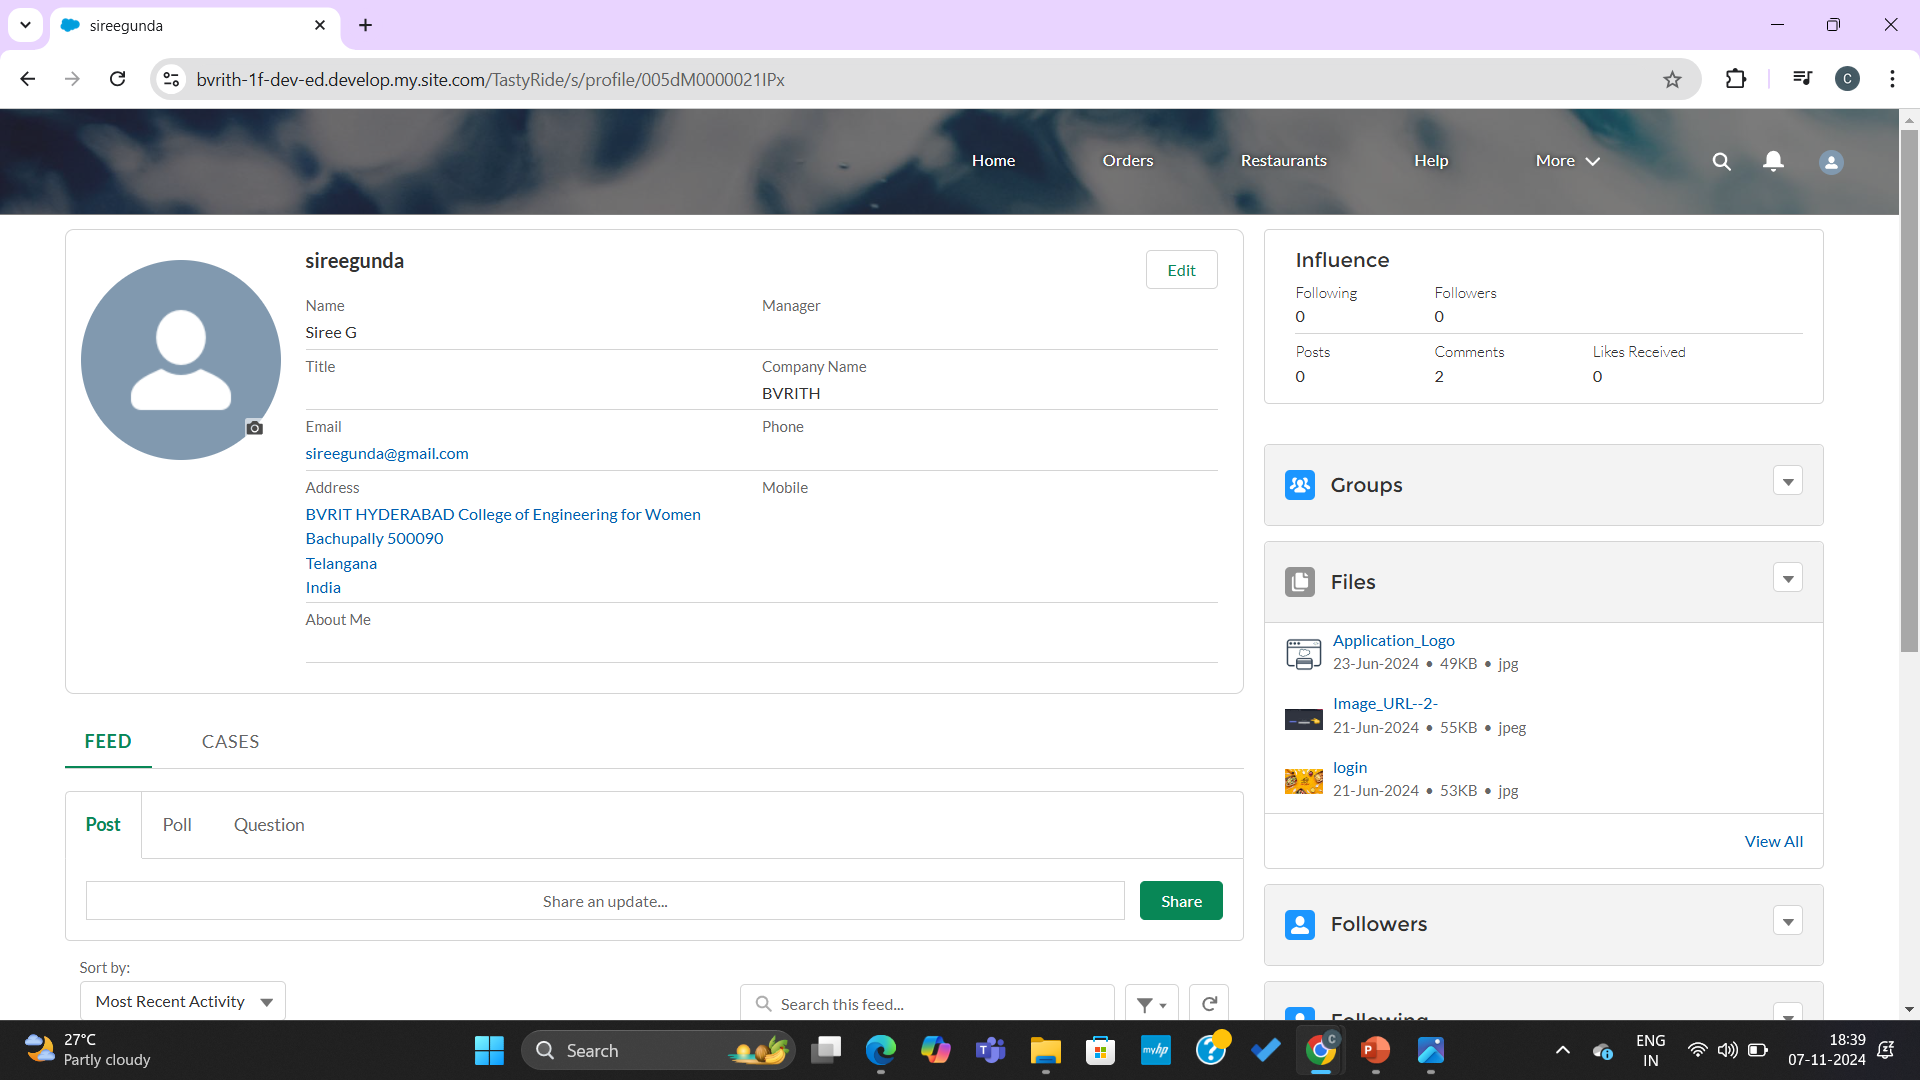 sireegunda
bvrith-1f-dev-ed.develop.my.site.com/TastyRide/s/profile/005dM0000021IPx
C
Home
Orders
Restaurants
Help
More
sireegunda
Edit
Name
Siree G
Manager
Title
Company Name
BVRITH
Email
sireegunda@gmail.com
Phone
Address
BVRIT HYDERABAD College of Engineering for Women
Bachupally 500090
Telangana
India
Mobile
About Me
FEED
CASES
Post
Poll
Question
Share an update...
Share
Sort by:
Most Recent Activity
Search this feed...
Influence
Following
0
Followers
0
Posts
0
Comments
2
Likes Received
0
Groups
Files
Application_Logo
23-Jun-2024 • 49KB • jpg
Image_URL--2-
21-Jun-2024 • 55KB • jpeg
login
21-Jun-2024 • 53KB • jpg
View All
Followers
Following
27°C
Partly cloudy
Search
myhp
C
ENG
IN
18:39
07-11-2024